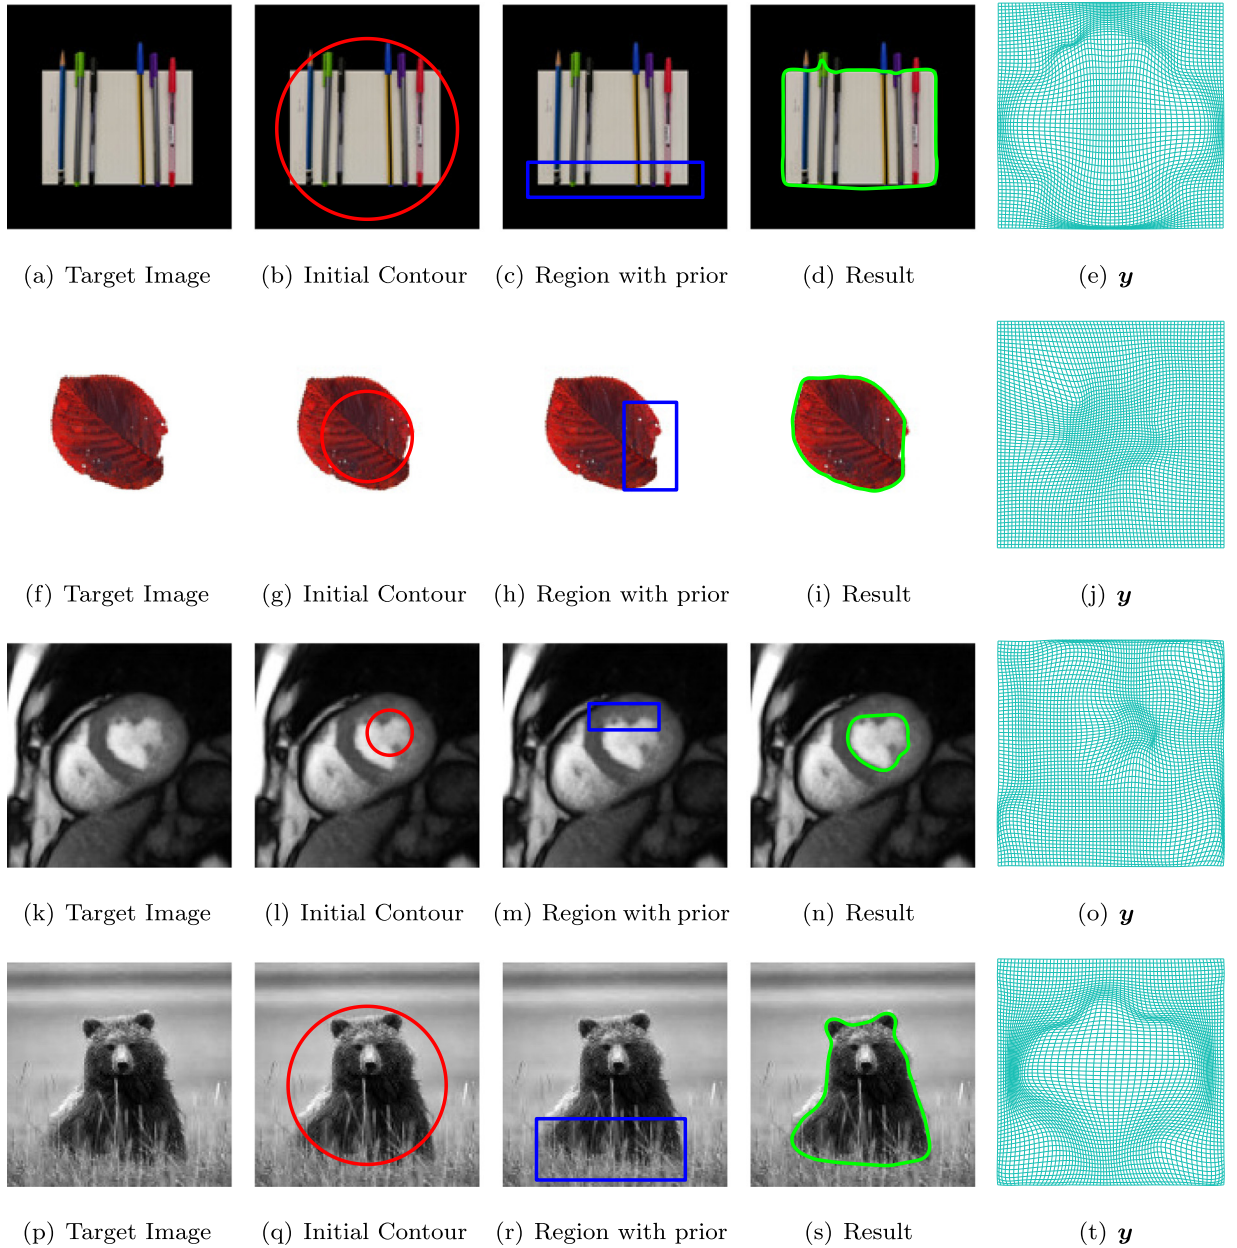 (a) Target Image (b) Initial Contour (c) Region with prior (d) Result (e) y
(f) Target Image (g) Initial Contour (h) Region with prior (i) Result (j) y
(k) Target Image (l) Initial Contour (m) Region with prior (n) Result (o) y
(p) Target Image (q) Initial Contour (r) Region with prior (s) Result (t) y